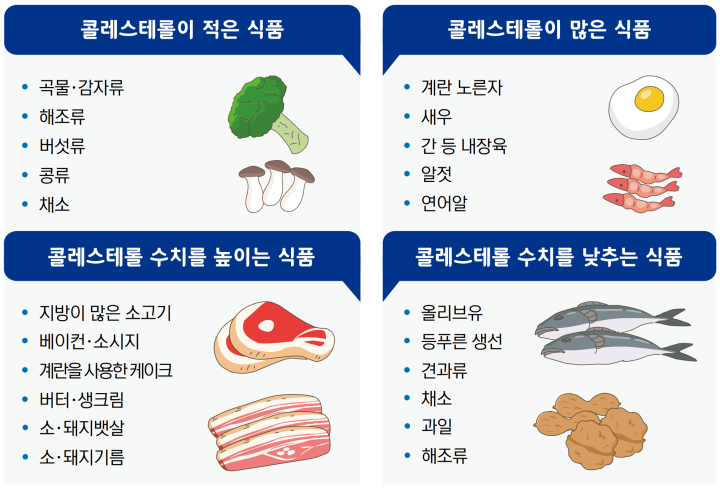 콜레스테롤이 적은 식품
곡물·감자류
해조류
버섯류
콩류
채소
콜레스테롤이 많은 식품
계란 노른자
새우
간 등 내장육
알젓
연어알
콜레스테롤 수치를 높이는 식품
지방이 많은 소고기
베이컨·소시지
계란을 사용한 케이크
버터·생크림
소·돼지뱃살
소·돼지기름
콜레스테롤 수치를 낮추는 식품
올리브유
등푸른 생선
견과류
채소
과일
해조류